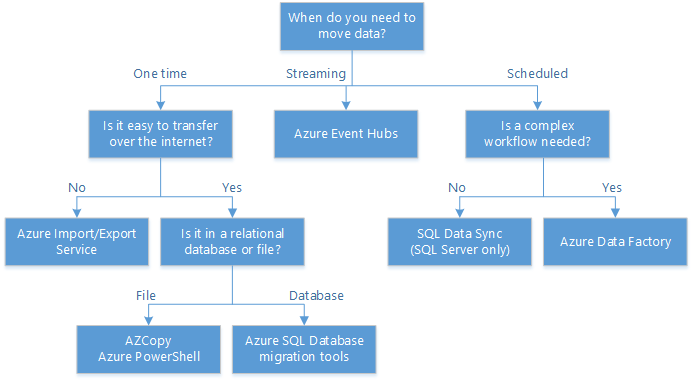 When do you need to
move data?
One time
Streaming
Scheduled
Is it easy to transfer
over the internet?
Azure Event Hubs
Is a complex
workflow needed?
No
Yes
No
Yes
Azure Import/Export
Service
Is it in a relational
database or file?
SQL Data Sync
(SQL Server only)
Azure Data Factory
File
Database
AZCopy
Azure PowerShell
Azure SQL Database
migration tools